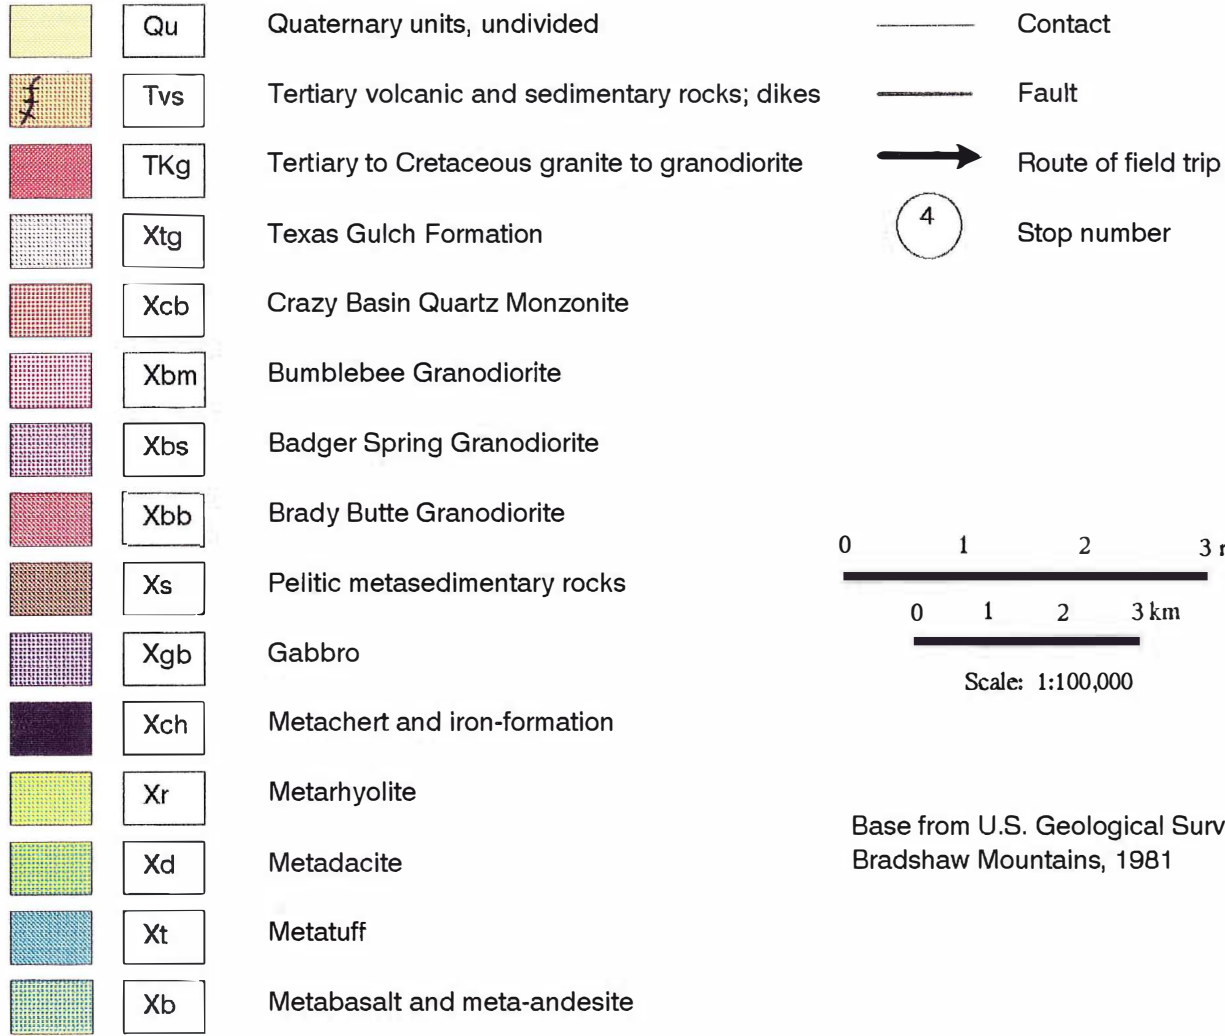 Qu Quaternary units, undivided
Tvs Tertiary volcanic and sedimentary rocks; dikes
TKg Tertiary to Cretaceous granite to granodiorite
Xtg Texas Gulch Formation
Xcb Crazy Basin Quartz Monzonite
Xbm Bumblebee Granodiorite
Xbs Badger Spring Granodiorite
Xbb Brady Butte Granodiorite
Xs Pelitic metasedimentary rocks
Xgb Gabbro
Xch Metachert and iron-formation
Xr Metarhyolite
Xd Metadacite
Xt Metatuff
Xb Metabasalt and meta-andesite
Contact
Fault
Route of field trip
4 Stop number
0 1 2 3
0 1 2 3 km
Scale: 1:100,000
Base from U.S. Geological
Bradshaw Mountains, 1981